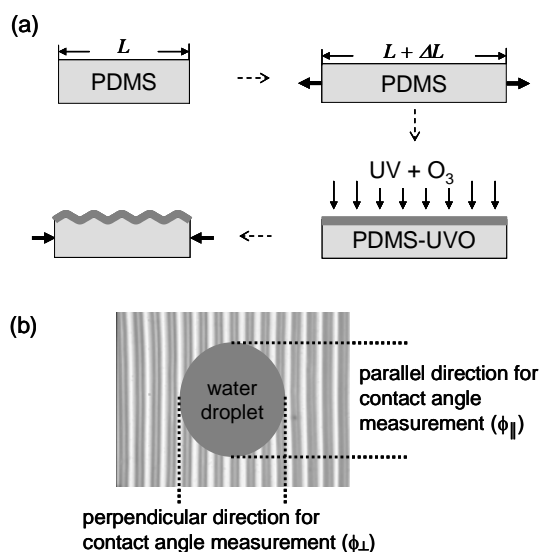 (a)
L
L + ΔL
PDMS
PDMS
UV + O₃
PDMS-UVO
(b)
water
droplet
parallel direction for
contact angle
measurement (ϕ∥)
perpendicular direction for
contact angle measurement (ϕ⊥)